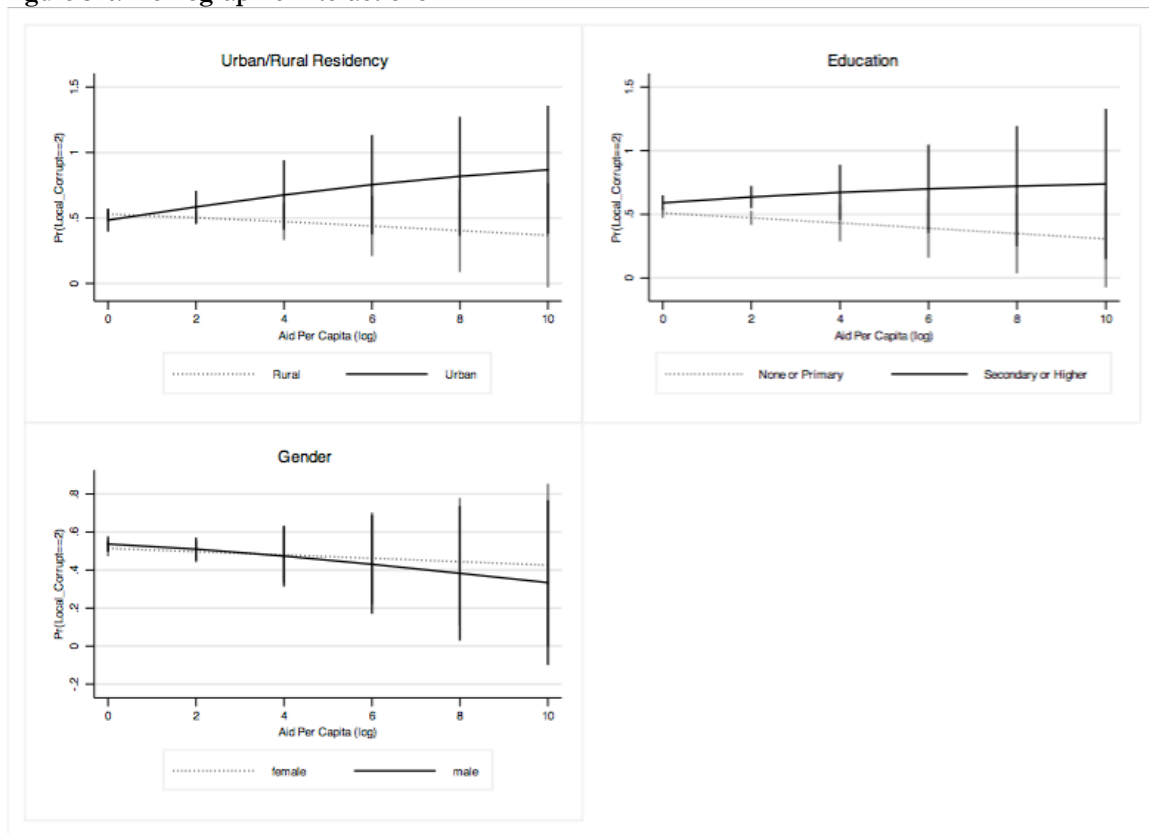 Urban/Rural Residency
Pr(Local_Corrupt==2)
1.5
1
.5
0
0 2 4 6 8 10
Aid Per Capita (log)
Rural Urban
Education
Pr(Local_Corrupt==2)
1.5
1
.5
0
0 2 4 6 8 10
Aid Per Capita (log)
None or Primary Secondary or Higher
Gender
Pr(Local_Corrupt==2)
.8
.6
.4
.2
0
-.2
0 2 4 6 8 10
Aid Per Capita (log)
female male